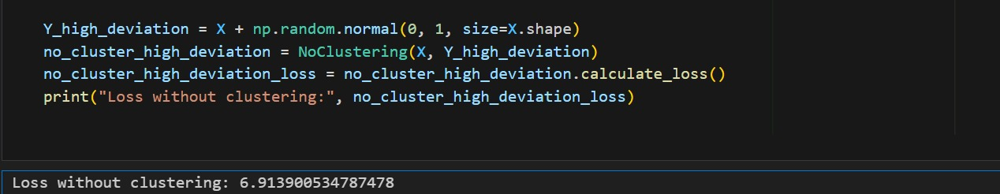 Y_high_deviation = X + np.random.normal(0, 1, size=X.shape)
no_cluster_high_deviation = NoClustering(X, Y_high_deviation)
no_cluster_high_deviation_loss = no_cluster_high_deviation.calculate_loss()
print("Loss without clustering:", no_cluster_high_deviation_loss)
Loss without clustering: 6.913900534787478